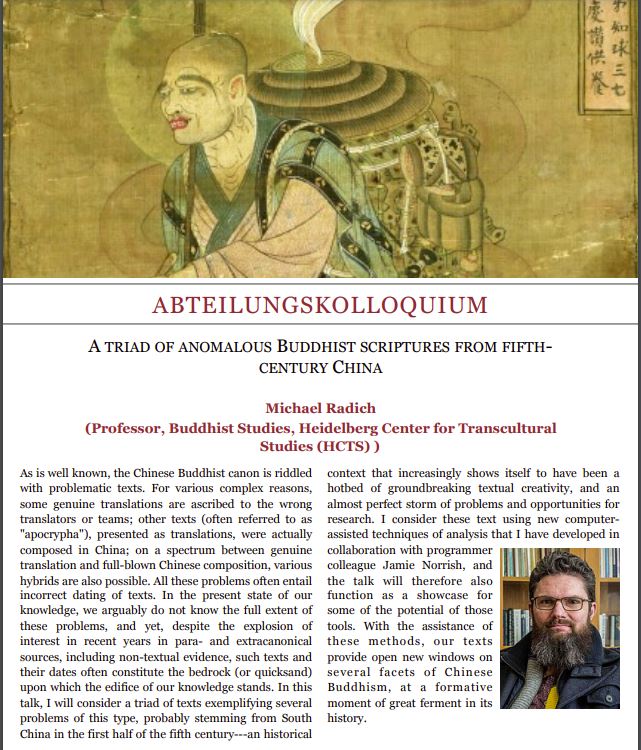 知球三七
慶讚供養
ABTEILUNGSKOLLOQUIUM
A TRIAD OF ANOMALOUS BUDDHIST SCRIPTURES FROM FIFTH-
CENTURY CHINA
Michael Radich
(Professor, Buddhist Studies, Heidelberg Center for Transcultural
Studies (HCTS) )
As is well known, the Chinese Buddhist canon is riddled
with problematic texts. For various complex reasons,
some genuine translations are ascribed to the wrong
translators or teams; other texts (often referred to as
"apocrypha"), presented as translations, were actually
composed in China; on a spectrum between genuine
translation and full-blown Chinese composition, various
hybrids are also possible. All these problems often entail
incorrect dating of texts. In the present state of our
knowledge, we arguably do not know the full extent of
these problems, and yet, despite the explosion of
interest in recent years in para- and extracanonical
sources, including non-textual evidence, such texts and
their dates often constitute the bedrock (or quicksand)
upon which the edifice of our knowledge stands. In this
talk, I will consider a triad of texts exemplifying several
problems of this type, probably stemming from South
China in the first half of the fifth century---an historical
context that increasingly shows itself to have been a
hotbed of groundbreaking textual creativity, and an
almost perfect storm of problems and opportunities for
research. I consider these text using new computer-
assisted techniques of analysis that I have developed in
collaboration with programmer
colleague Jamie Norrish, and
the talk will therefore also
function as a showcase for
some of the potential of those
tools. With the assistance of
these methods, our texts
provide open new windows on
several facets of Chinese
Buddhism, at a formative
moment of great ferment in its
history.